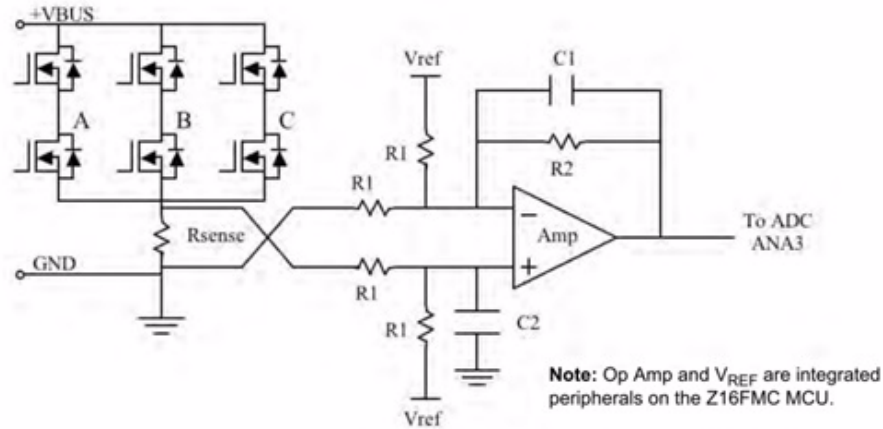 +VBUS
A
B
C
Rsense
GND
Vref
C1
R1
R2
R1
Amp
To ADC
ANA3
R1
R1
C2
Vref
Note: Op Amp and VREF are integrated
peripherals on the Z16FMC MCU.